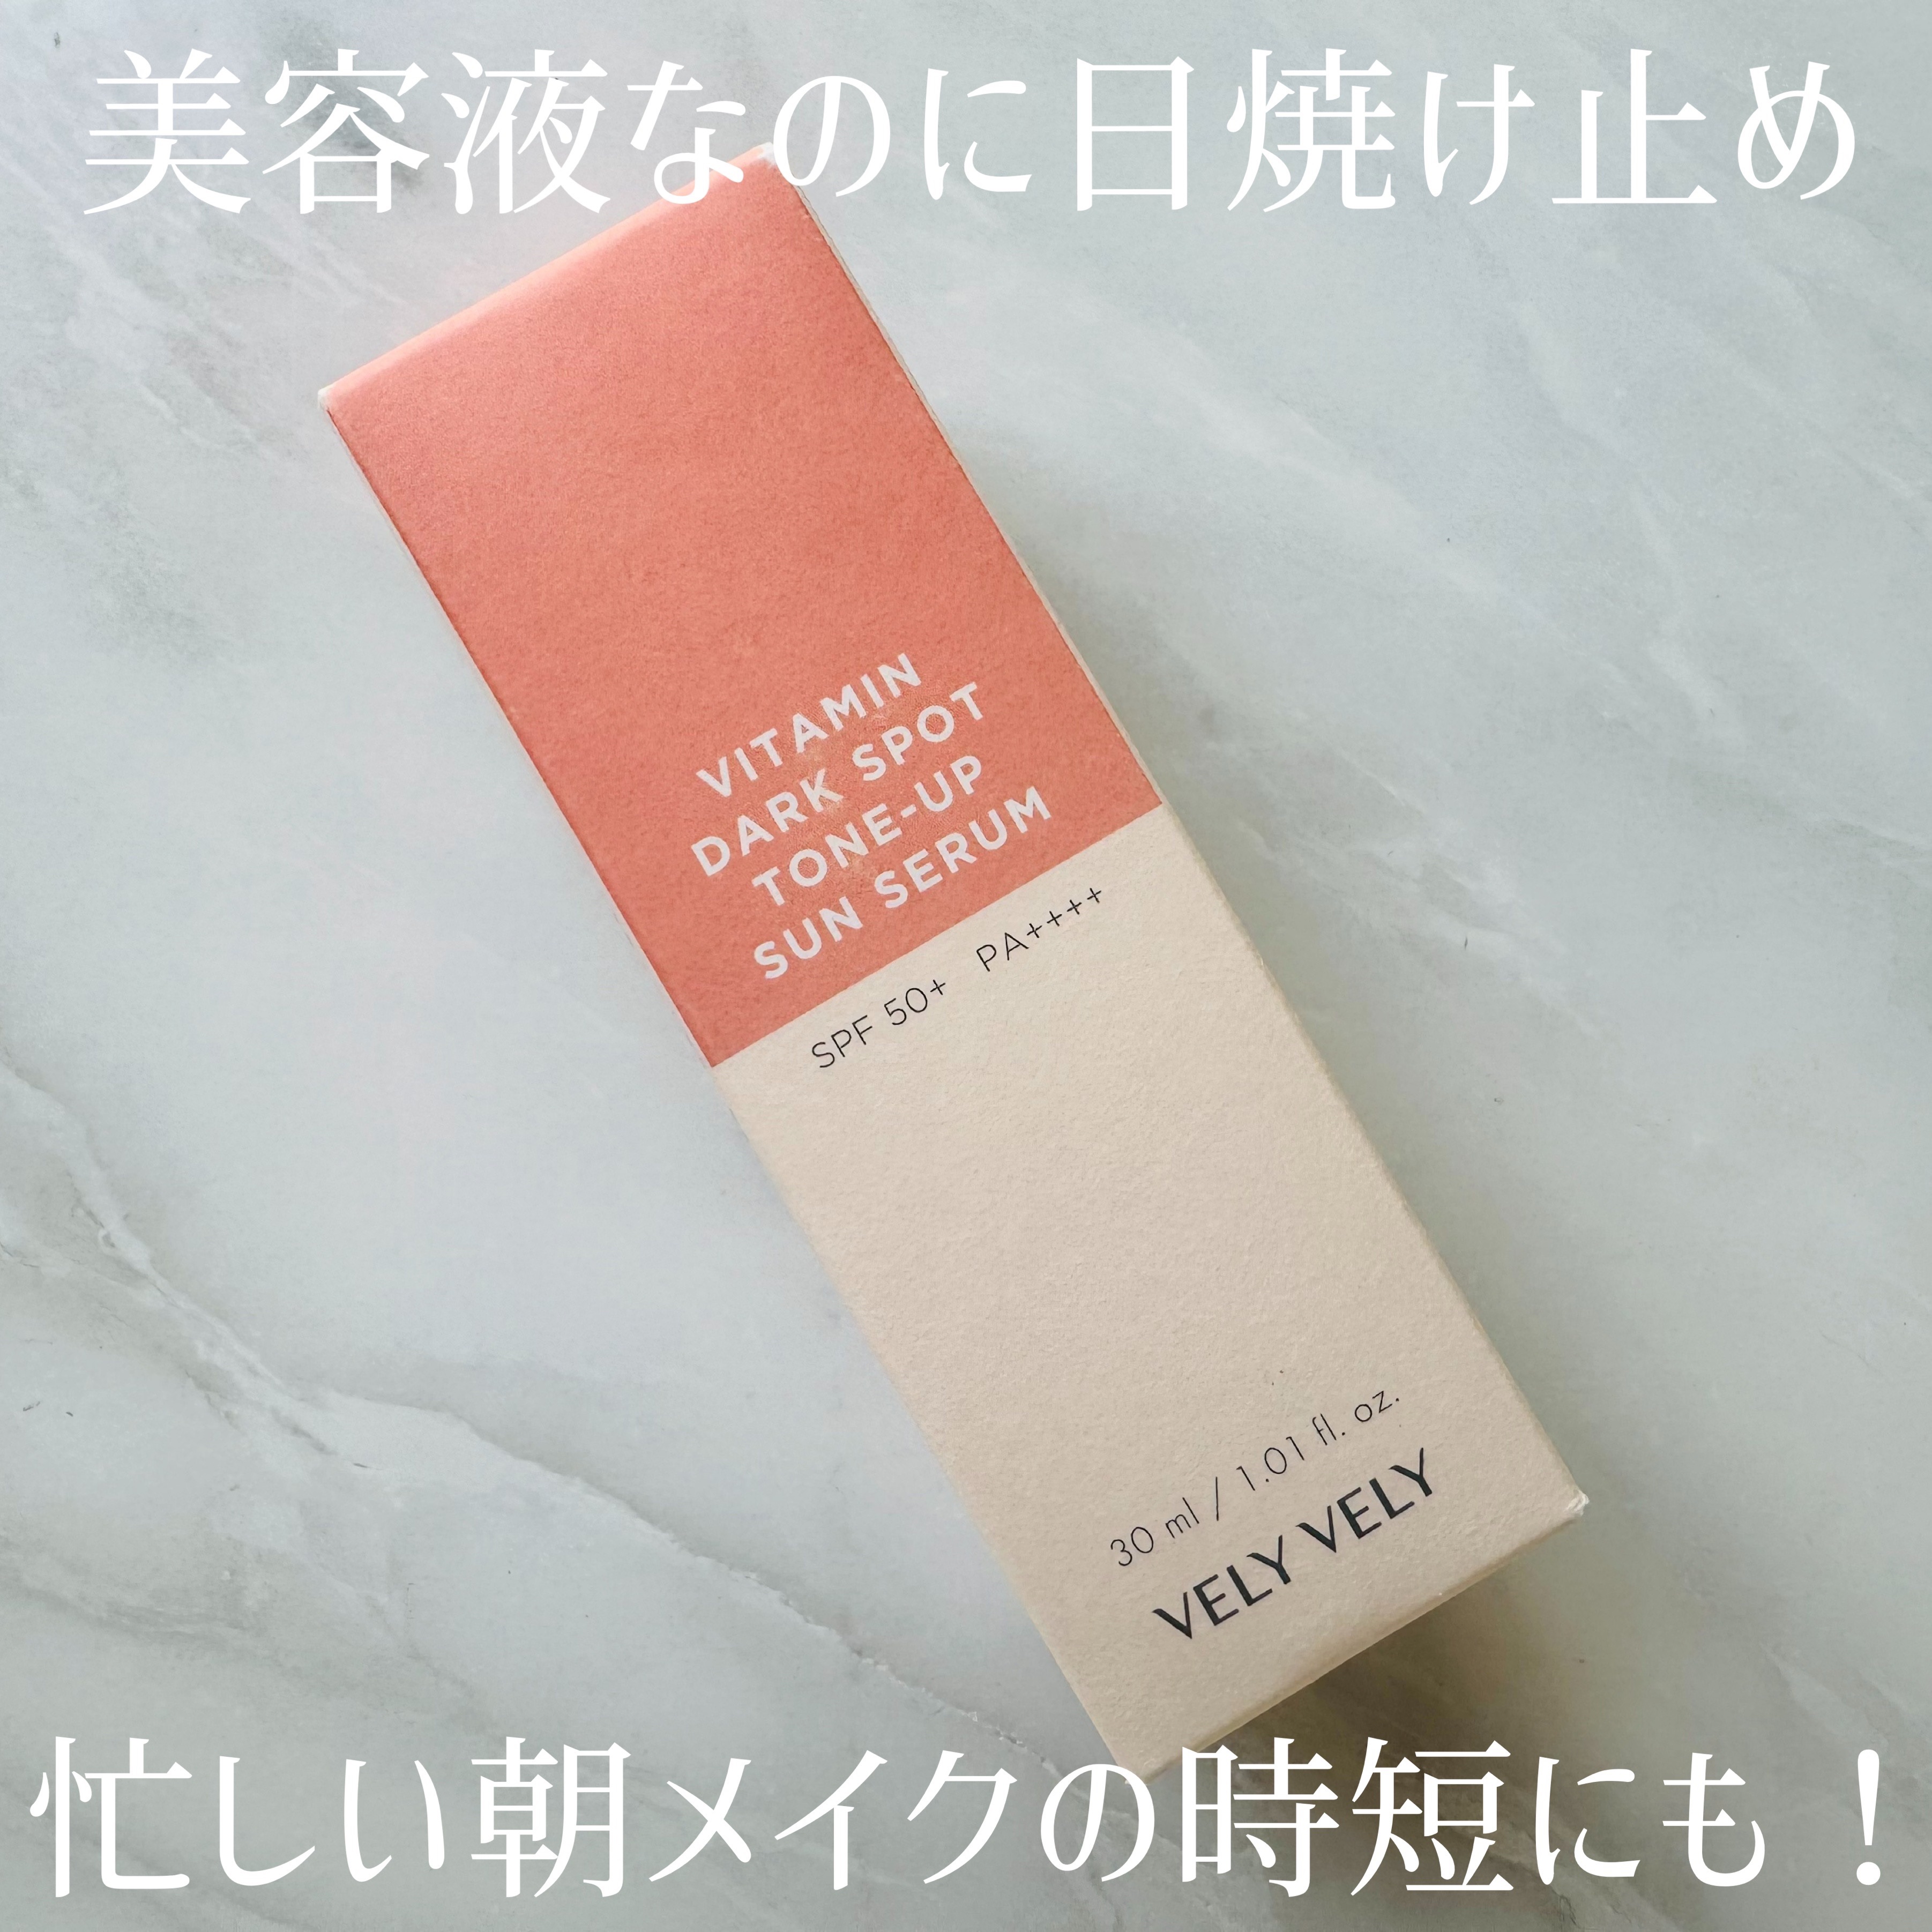 美容液なのに日焼け止め
VITAMIN
DARK SPOT
TONE-UP
SUN SERUM
SPF 50+ PA++++
30 ml / 1.01 fl. oz.
VELY VELY
忙しい朝メイクの時短にも！